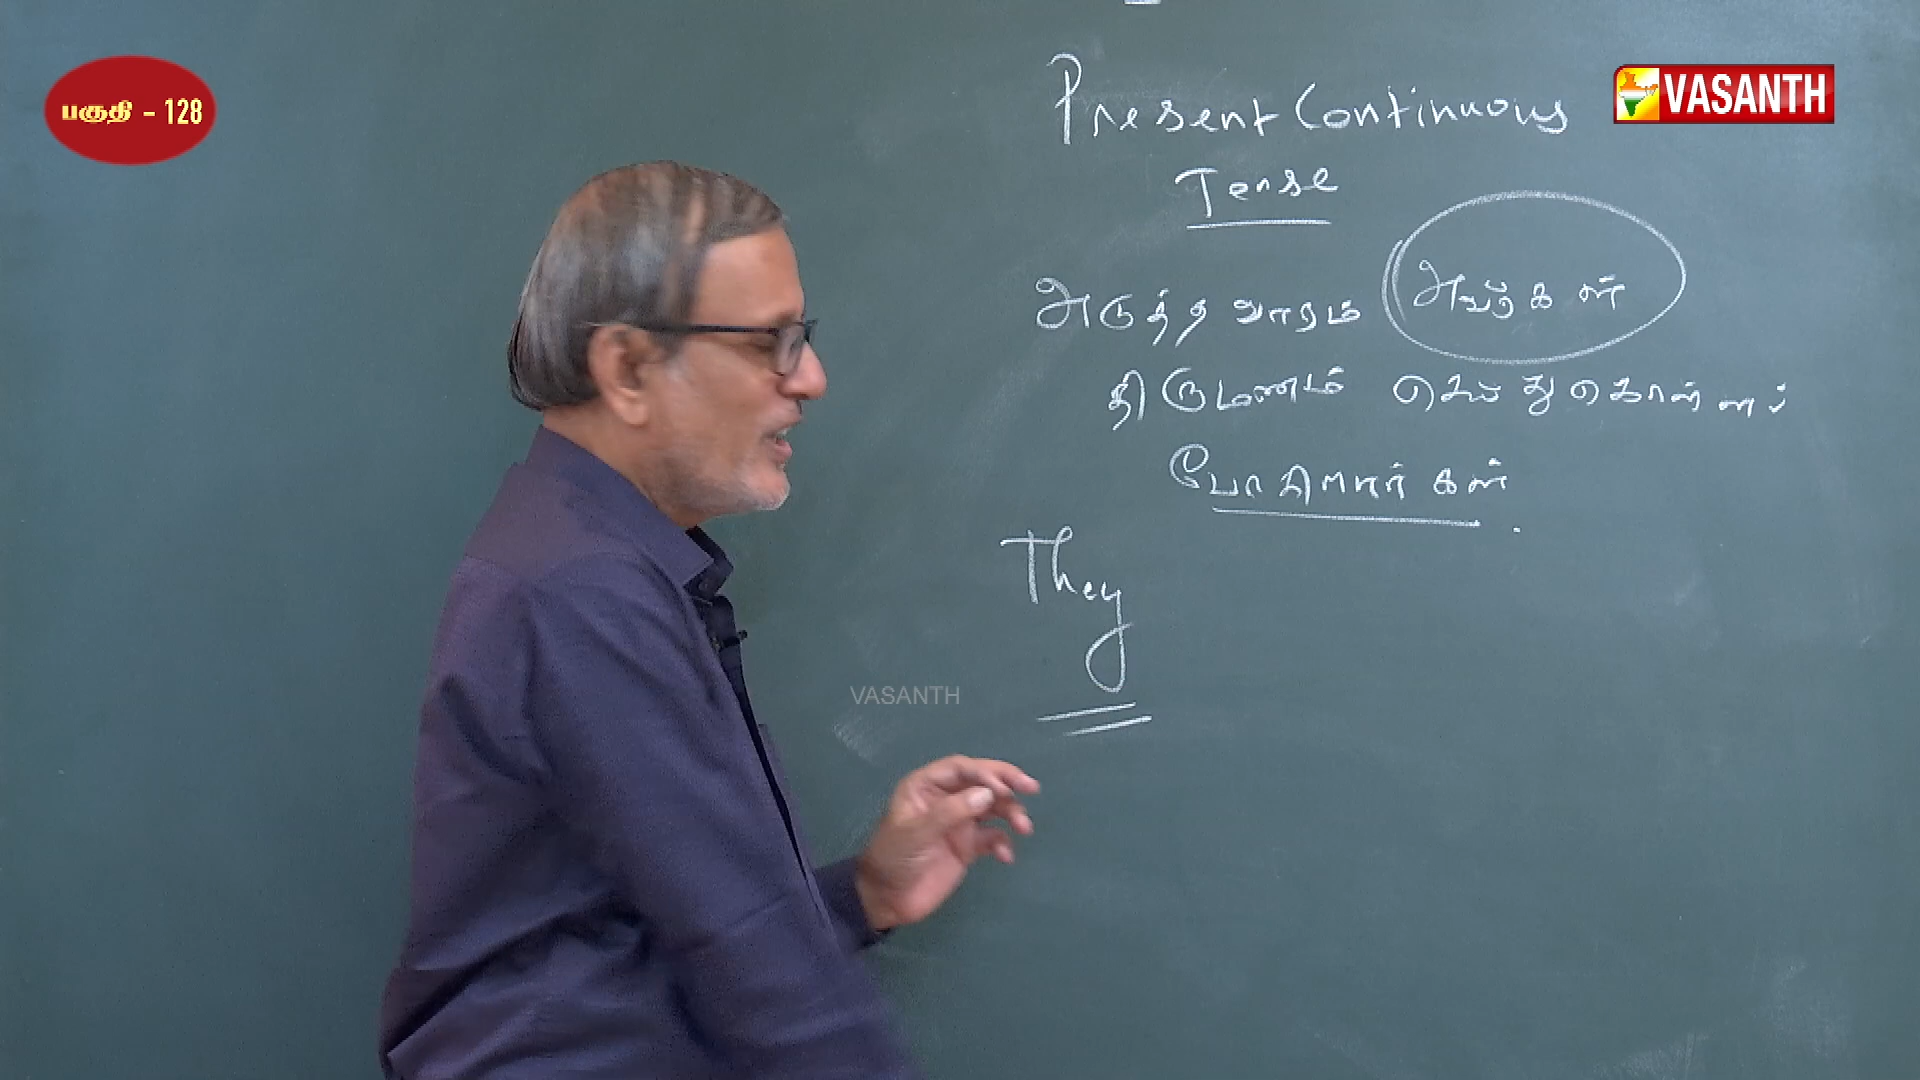 பகுதி - 128
VASANTH
Present Continuous
Tense
அடுத்த வாரம் அவர்கள்
திருமணம் செய்துகொள்ளப்
போகிறார்கள்.
They
VASANTH